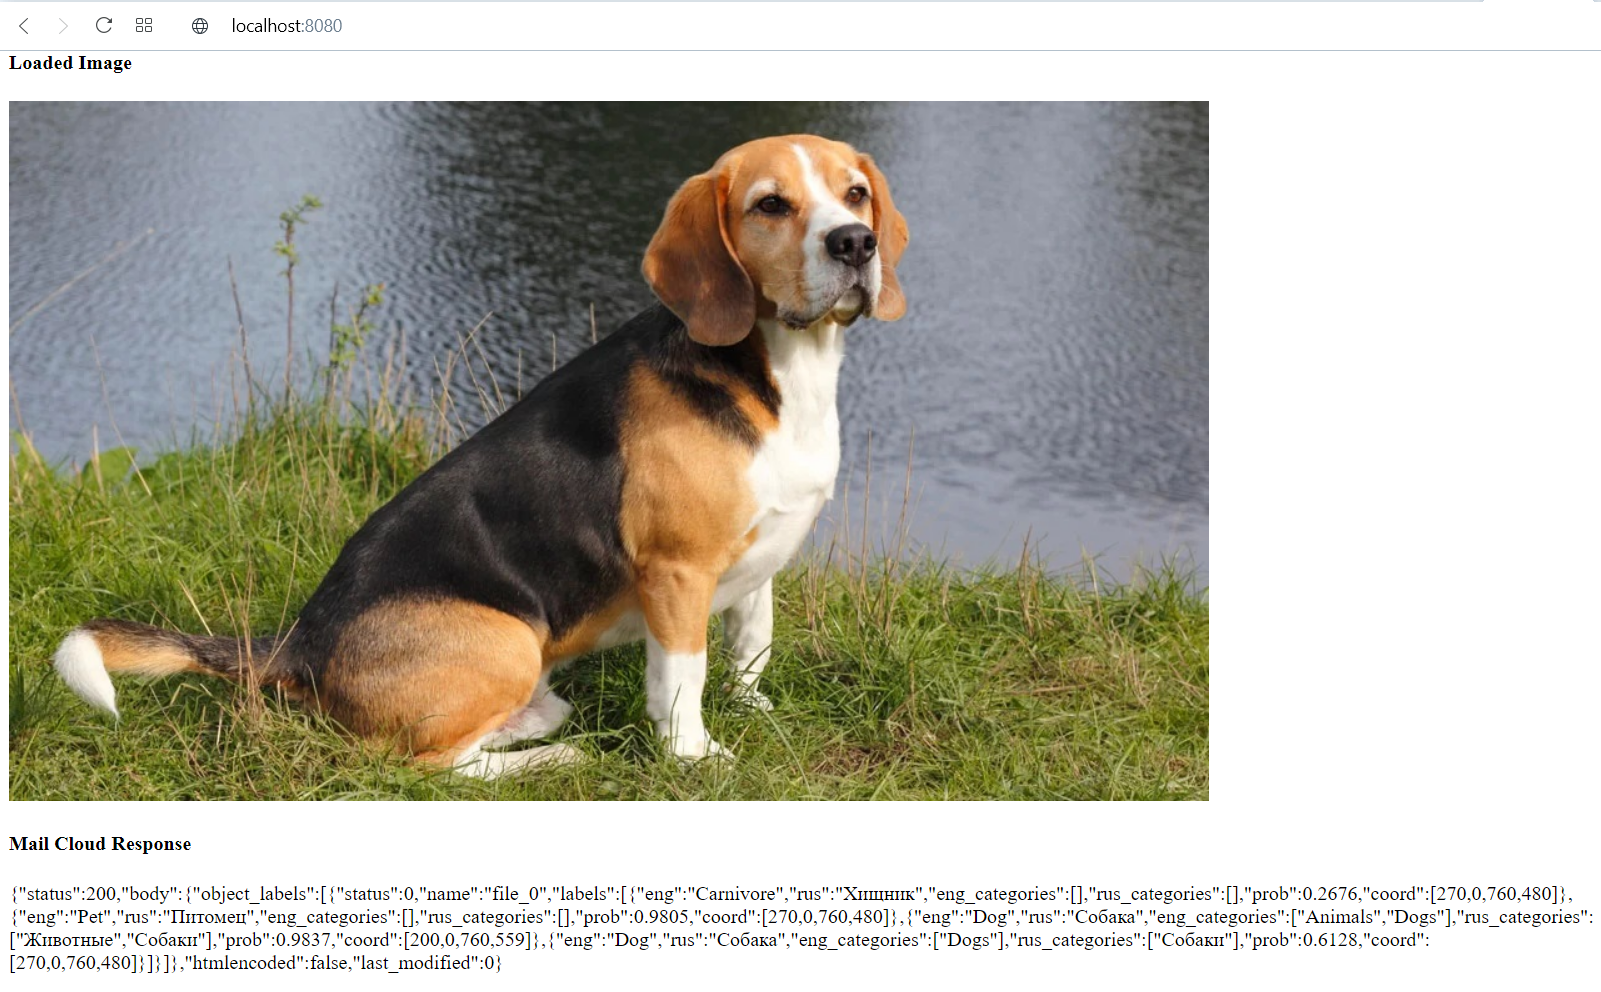 localhost:8080
Loaded Image
Mail Cloud Response
{"status":200,"body":{"object_labels":[{"status":0,"name":"file_0","labels":[{"eng":"Carnivore","rus":"Хищник","eng_categories":[],"rus_categories":[],"prob":0.2676,"coord":[270,0,760,480]},
{"eng":"Pet","rus":"Питомец","eng_categories":[],"rus_categories":[],"prob":0.9805,"coord":[270,0,760,480]},{"eng":"Dog","rus":"Собака","eng_categories":["Animals","Dogs"],"rus_categories":
["Животные","Собаки"],"prob":0.9837,"coord":[200,0,760,559]},{"eng":"Dog","rus":"Собака","eng_categories":["Dogs"],"rus_categories":["Собаки"],"prob":0.6128,"coord":
[270,0,760,480]}]}]},"htmlencoded":false,"last_modified":0}